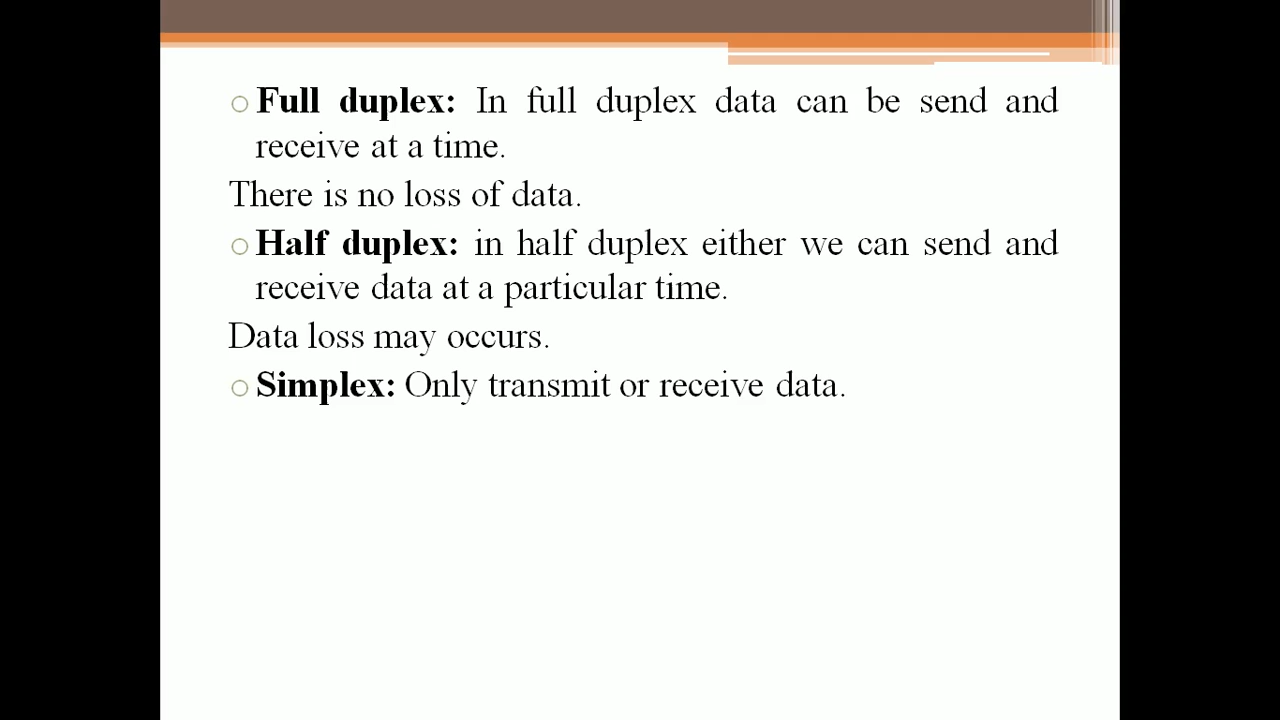 Full duplex: In full duplex data can be send and
receive at a time.
There is no loss of data.
Half duplex: in half duplex either we can send and
receive data at a particular time.
Data loss may occurs.
Simplex: Only transmit or receive data.